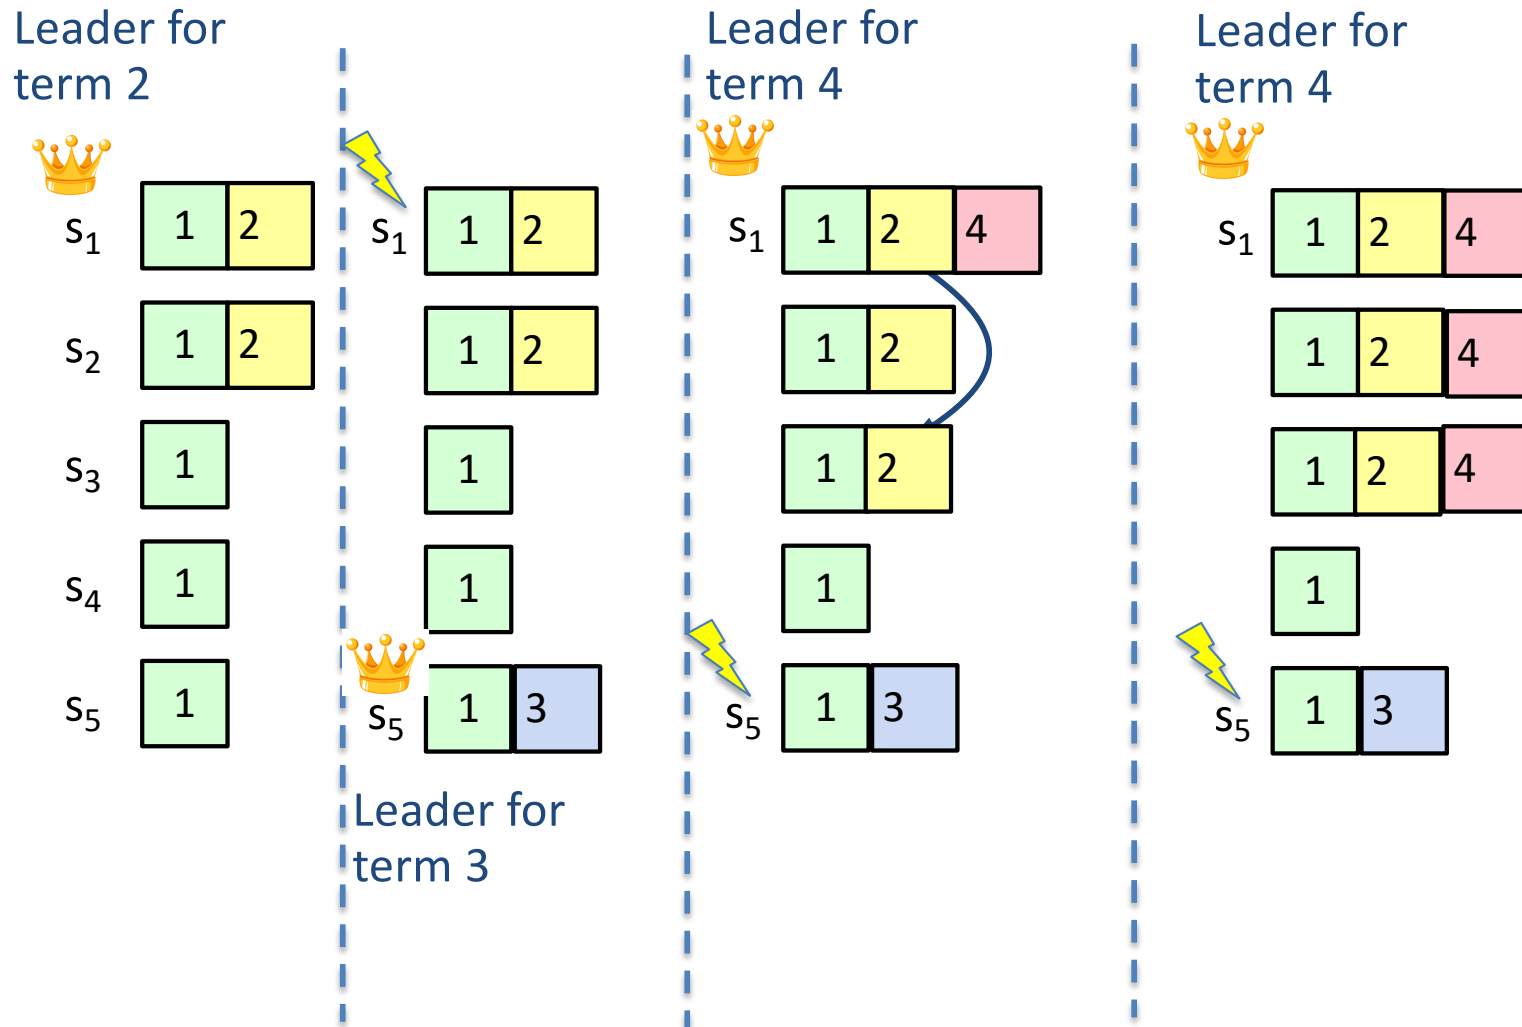 Leader for
term 2
s1 1 2
s2 1 2
s3 1
s4 1
s5 1
s1 1 2
1 2
1
1
s5 1 3
Leader for
term 3
Leader for
term 4
s1 1 2 4
1 2
1 2
1
s5 1 3
Leader for
term 4
s1 1 2 4
1 2 4
1 2 4
1
s5 1 3